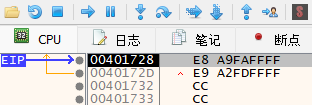 CPU 日志 笔记 断点
EIP 00401728 E8 A9FAFFFF
0040172D ^ E9 A2FDFFFF
00401732 CC
00401733 CC